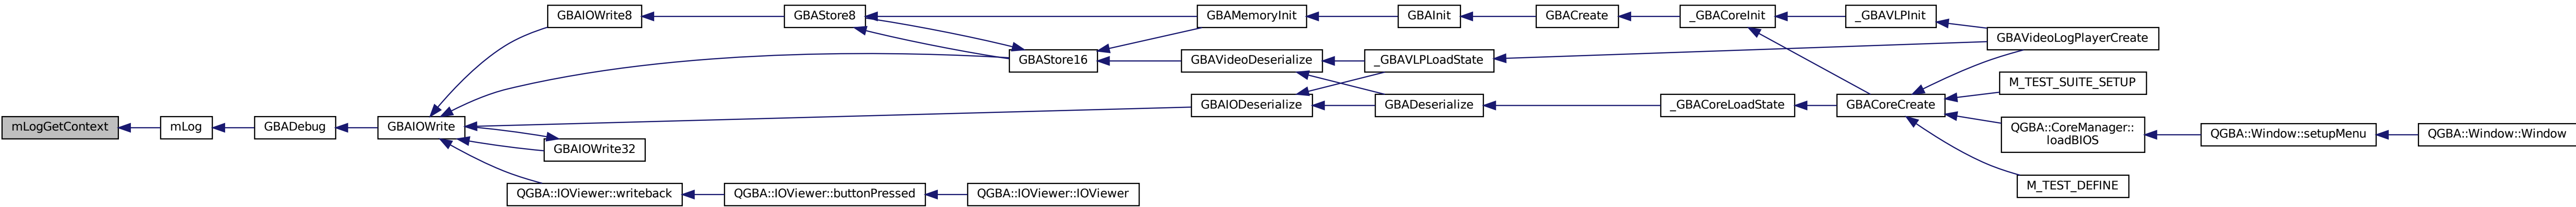 mLogGetContext
mLog
GBADebug
GBAIOWrite
GBAIOWrite8
GBAIOWrite32
QGBA::IOViewer::writeback
GBAStore8
QGBA::IOViewer::buttonPressed
GBAStore16
QGBA::IOViewer::IOViewer
GBAMemoryInit
GBAVideoDeserialize
GBAIODeserialize
GBAInit
_GBAVLPLoadState
GBADeserialize
GBACreate
_GBACoreInit
_GBACoreLoadState
_GBAVLPInit
GBACoreCreate
GBAVideoLogPlayerCreate
M_TEST_SUITE_SETUP
QGBA::CoreManager::
loadBIOS
M_TEST_DEFINE
QGBA::Window::setupMenu
QGBA::Window::Window